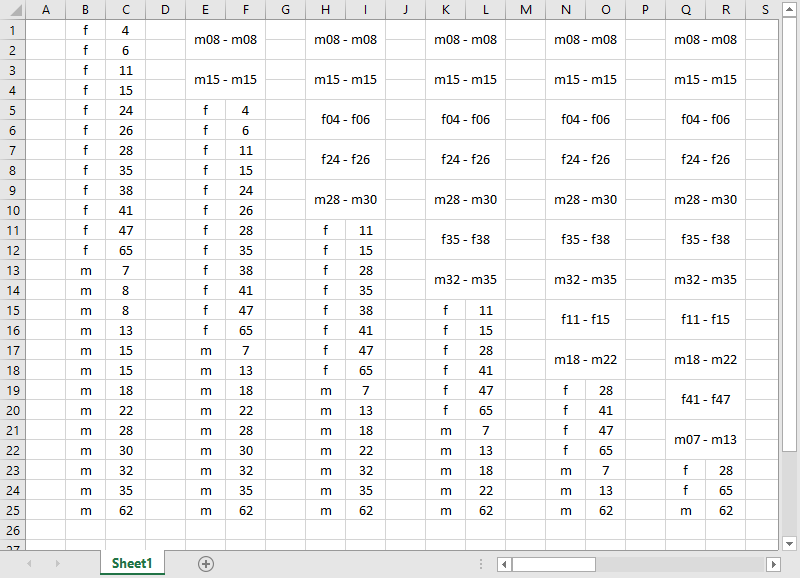 A B C D E F G H I J K L M N O P Q R S
1 f 4 m08 - m08 m08 - m08 m08 - m08 m08 - m08 m08 - m08
2 f 6
3 f 11 m15 - m15 m15 - m15 m15 - m15 m15 - m15 m15 - m15
4 f 15
5 f 24 f 4 f04 - f06 f04 - f06 f04 - f06 f04 - f06
6 f 26 f 6
7 f 28 f 11 f24 - f26 f24 - f26 f24 - f26 f24 - f26
8 f 35 f 15
9 f 38 f 24 m28 - m30 m28 - m30 m28 - m30 m28 - m30
10 f 41 f 26
11 f 47 f 28 f 11 f35 - f38 f35 - f38 f35 - f38
12 f 65 f 35 f 15
13 m 7 f 38 f 28 m32 - m35 m32 - m35 m32 - m35
14 m 8 f 41 f 35
15 m 8 f 47 f 38 f 11 f11 - f15 f11 - f15
16 m 13 f 65 f 41 f 15
17 m 15 m 7 f 47 f 28 m18 - m22 m18 - m22
18 m 15 m 13 f 65 f 41
19 m 18 m 18 m 7 f 47 f 28 f41 - f47
20 m 22 m 22 m 13 f 65 f 41
21 m 28 m 28 m 18 m 7 f 47 m07 - m13
22 m 30 m 30 m 22 m 13 f 65
23 m 32 m 32 m 32 m 18 m 7 f 28
24 m 35 m 35 m 35 m 22 m 13 f 65
25 m 62 m 62 m 62 m 62 m 62 m 62
26
27
Sheet1